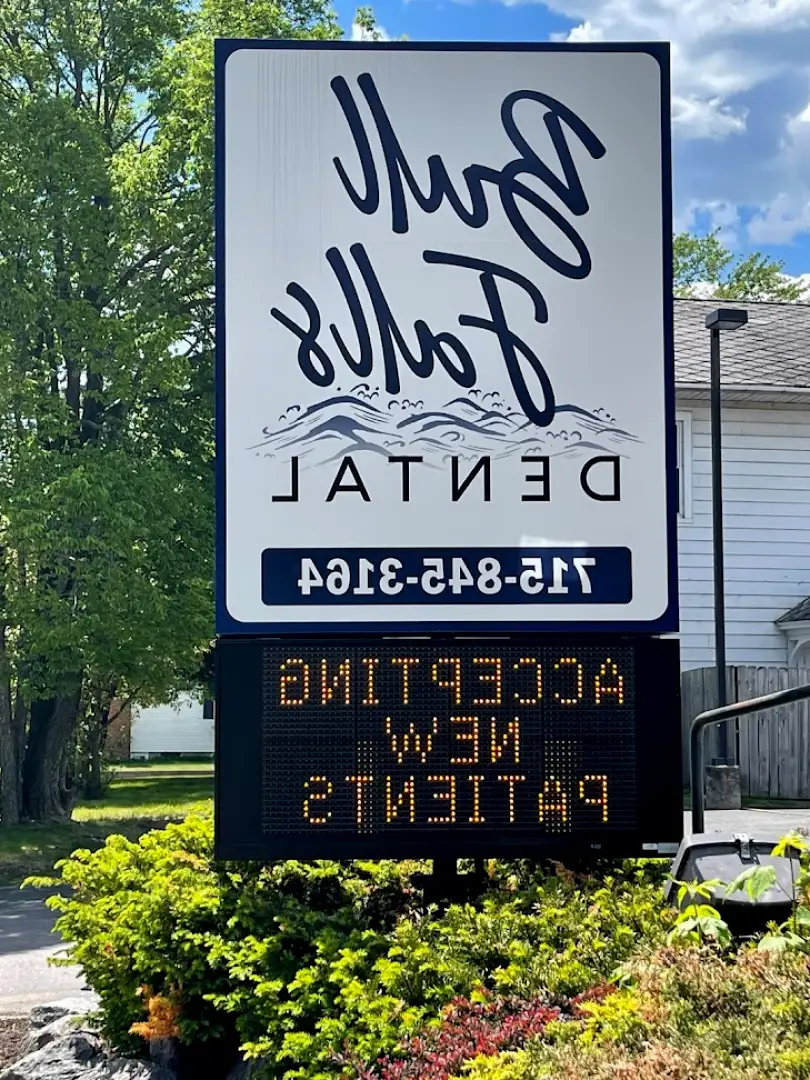 Bull
Falls
DENTAL
715-845-3164
ACCEPTING
NEW
PATIENTS